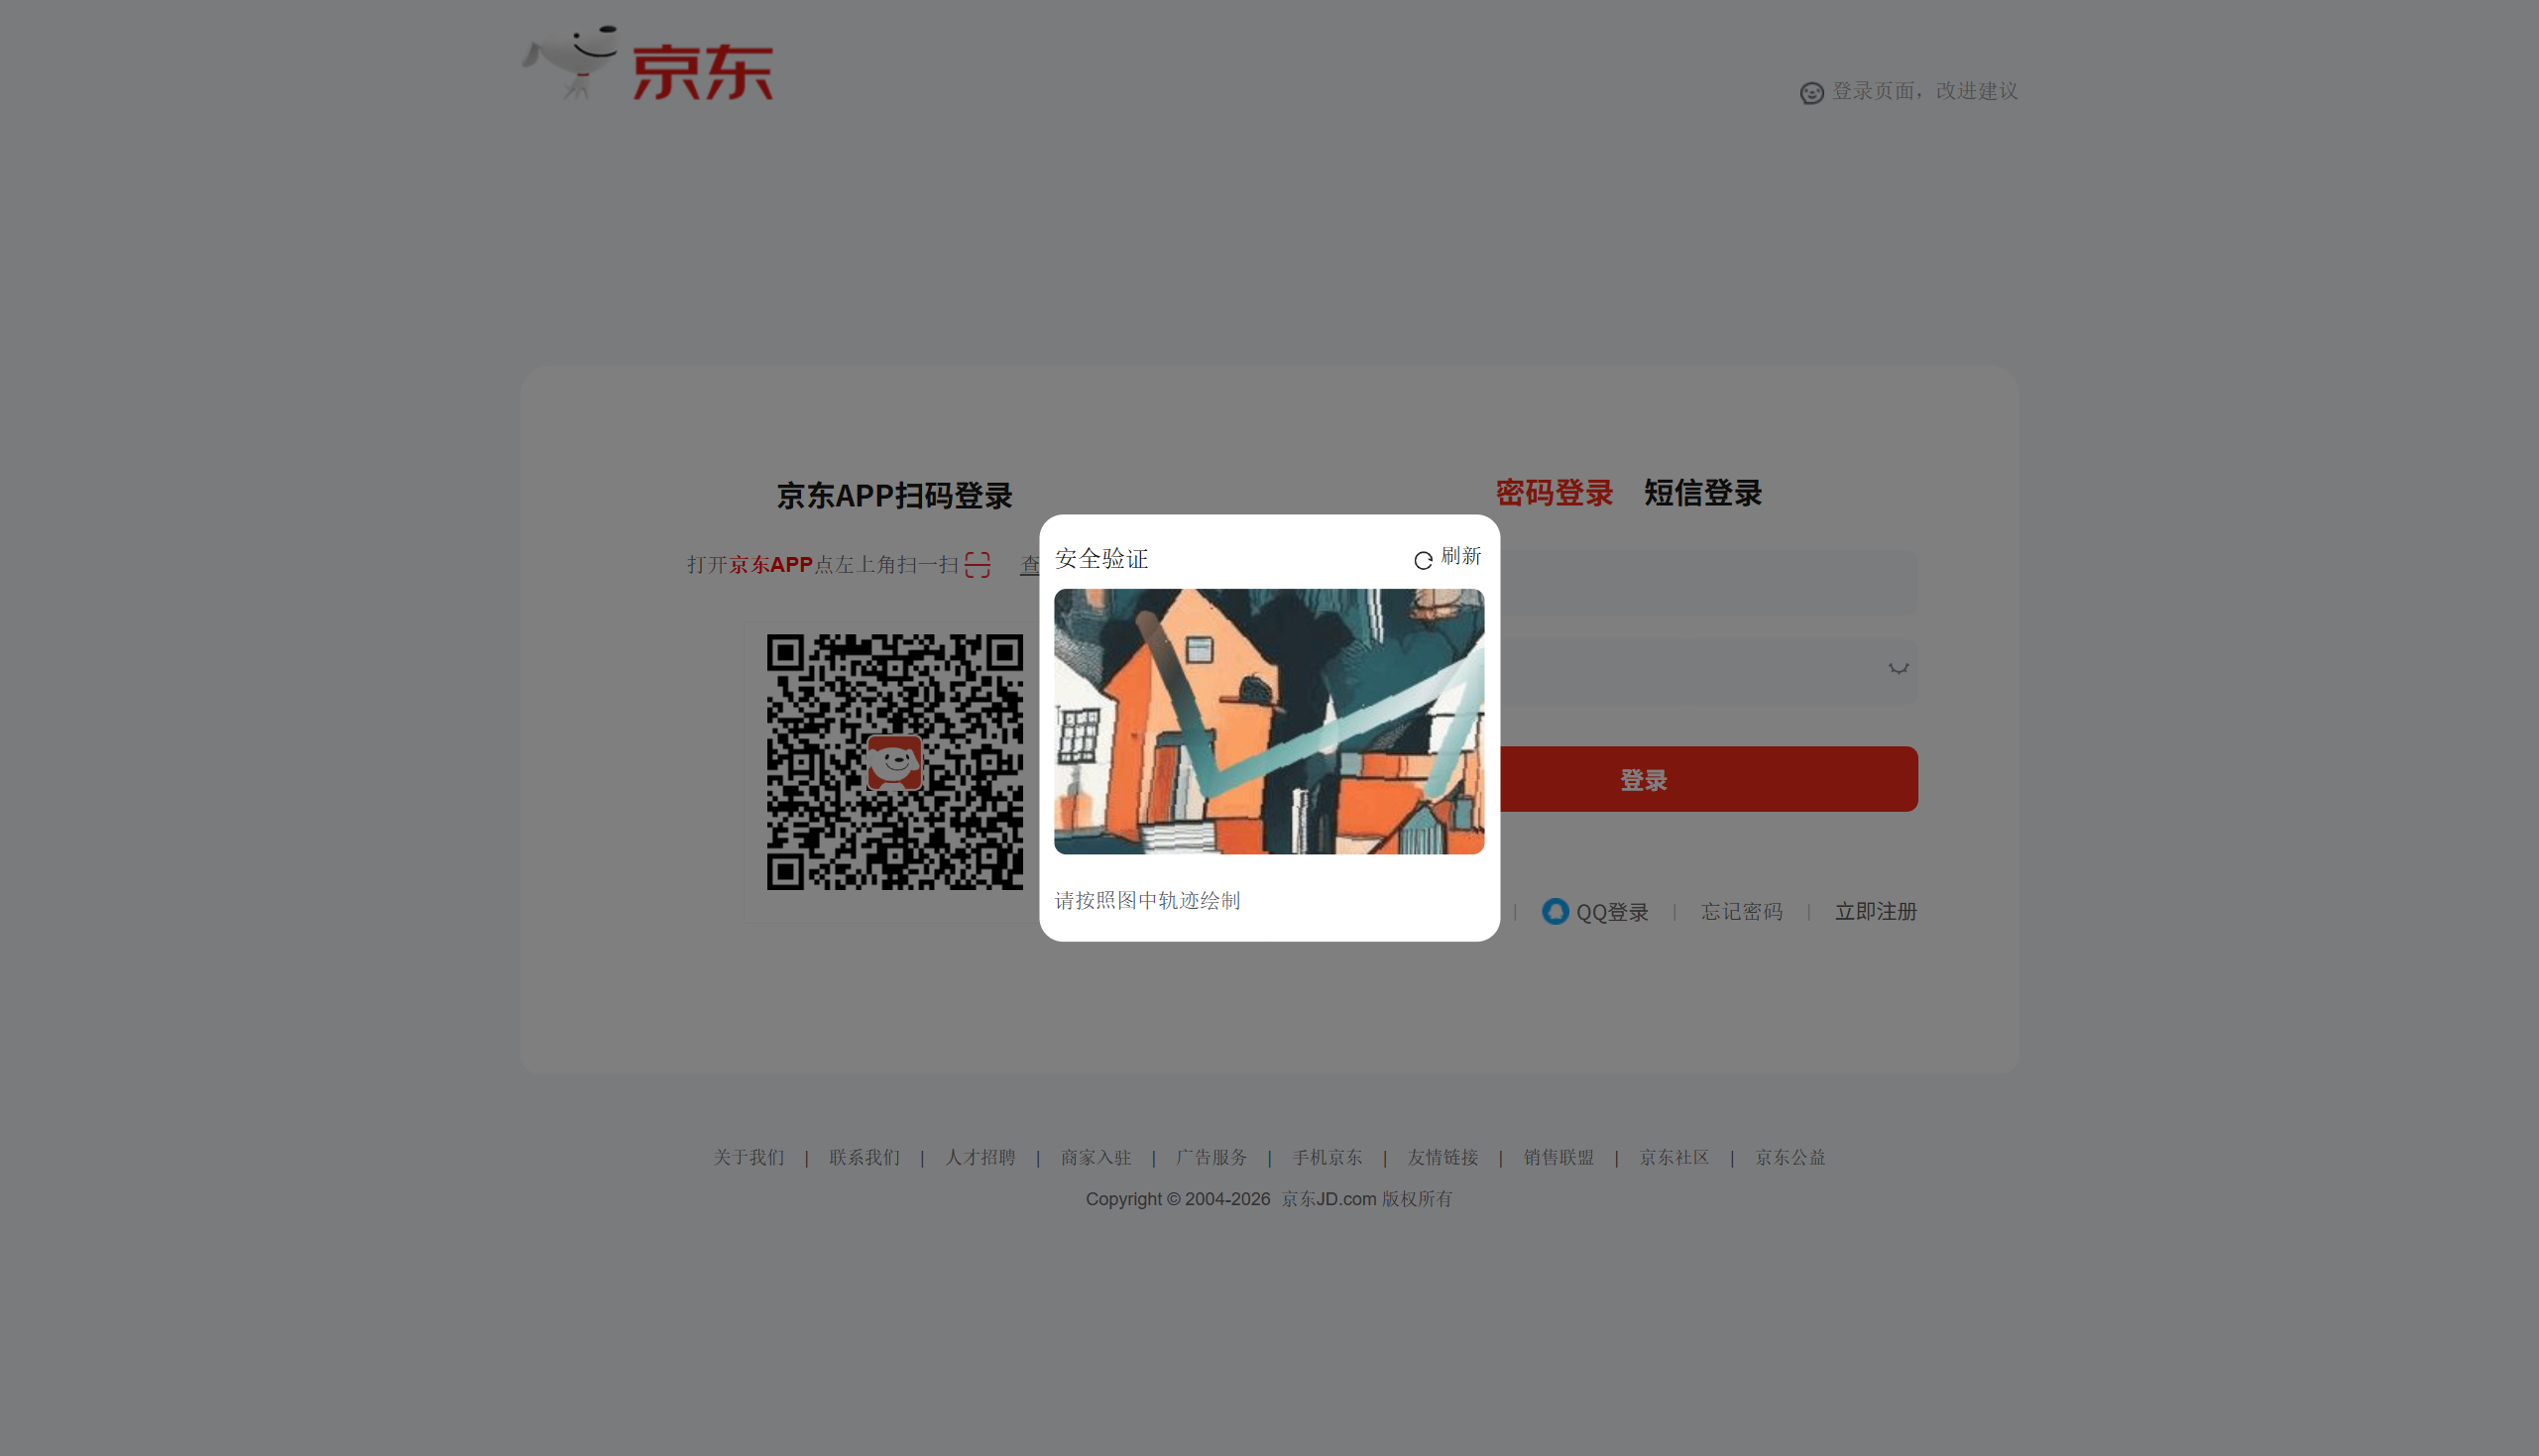 京东
登录页面，改进建议
京东APP扫码登录
密码登录 短信登录
打开京东APP点左上角扫一扫 查
安全验证
刷新
登录
请按照图中轨迹绘制
| QQ登录 | 忘记密码 | 立即注册
关于我们 | 联系我们 | 人才招聘 | 商家入驻 | 广告服务 | 手机京东 | 友情链接 | 销售联盟 | 京东社区 | 京东公益
Copyright © 2004-2026 京东JD.com 版权所有